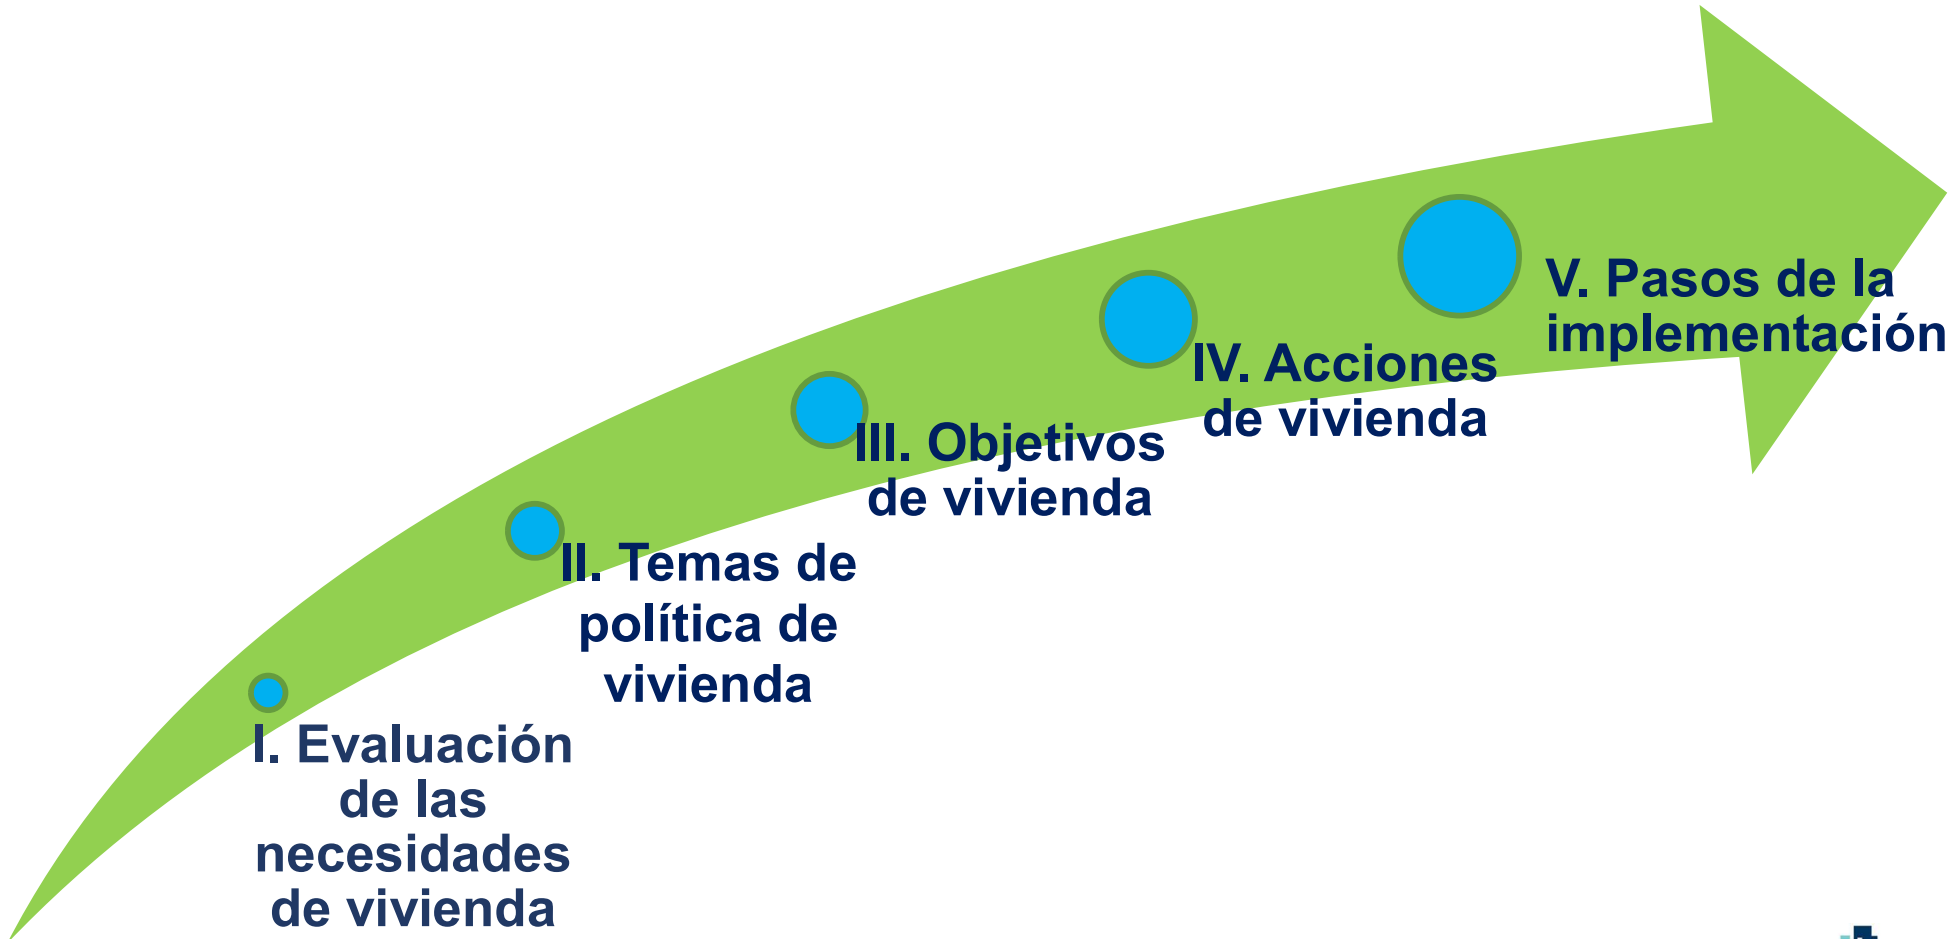 I. Evaluación
de las
necesidades
de vivienda
II. Temas de
política de
vivienda
III. Objetivos
de vivienda
IV. Acciones
de vivienda
V. Pasos de la
implementación